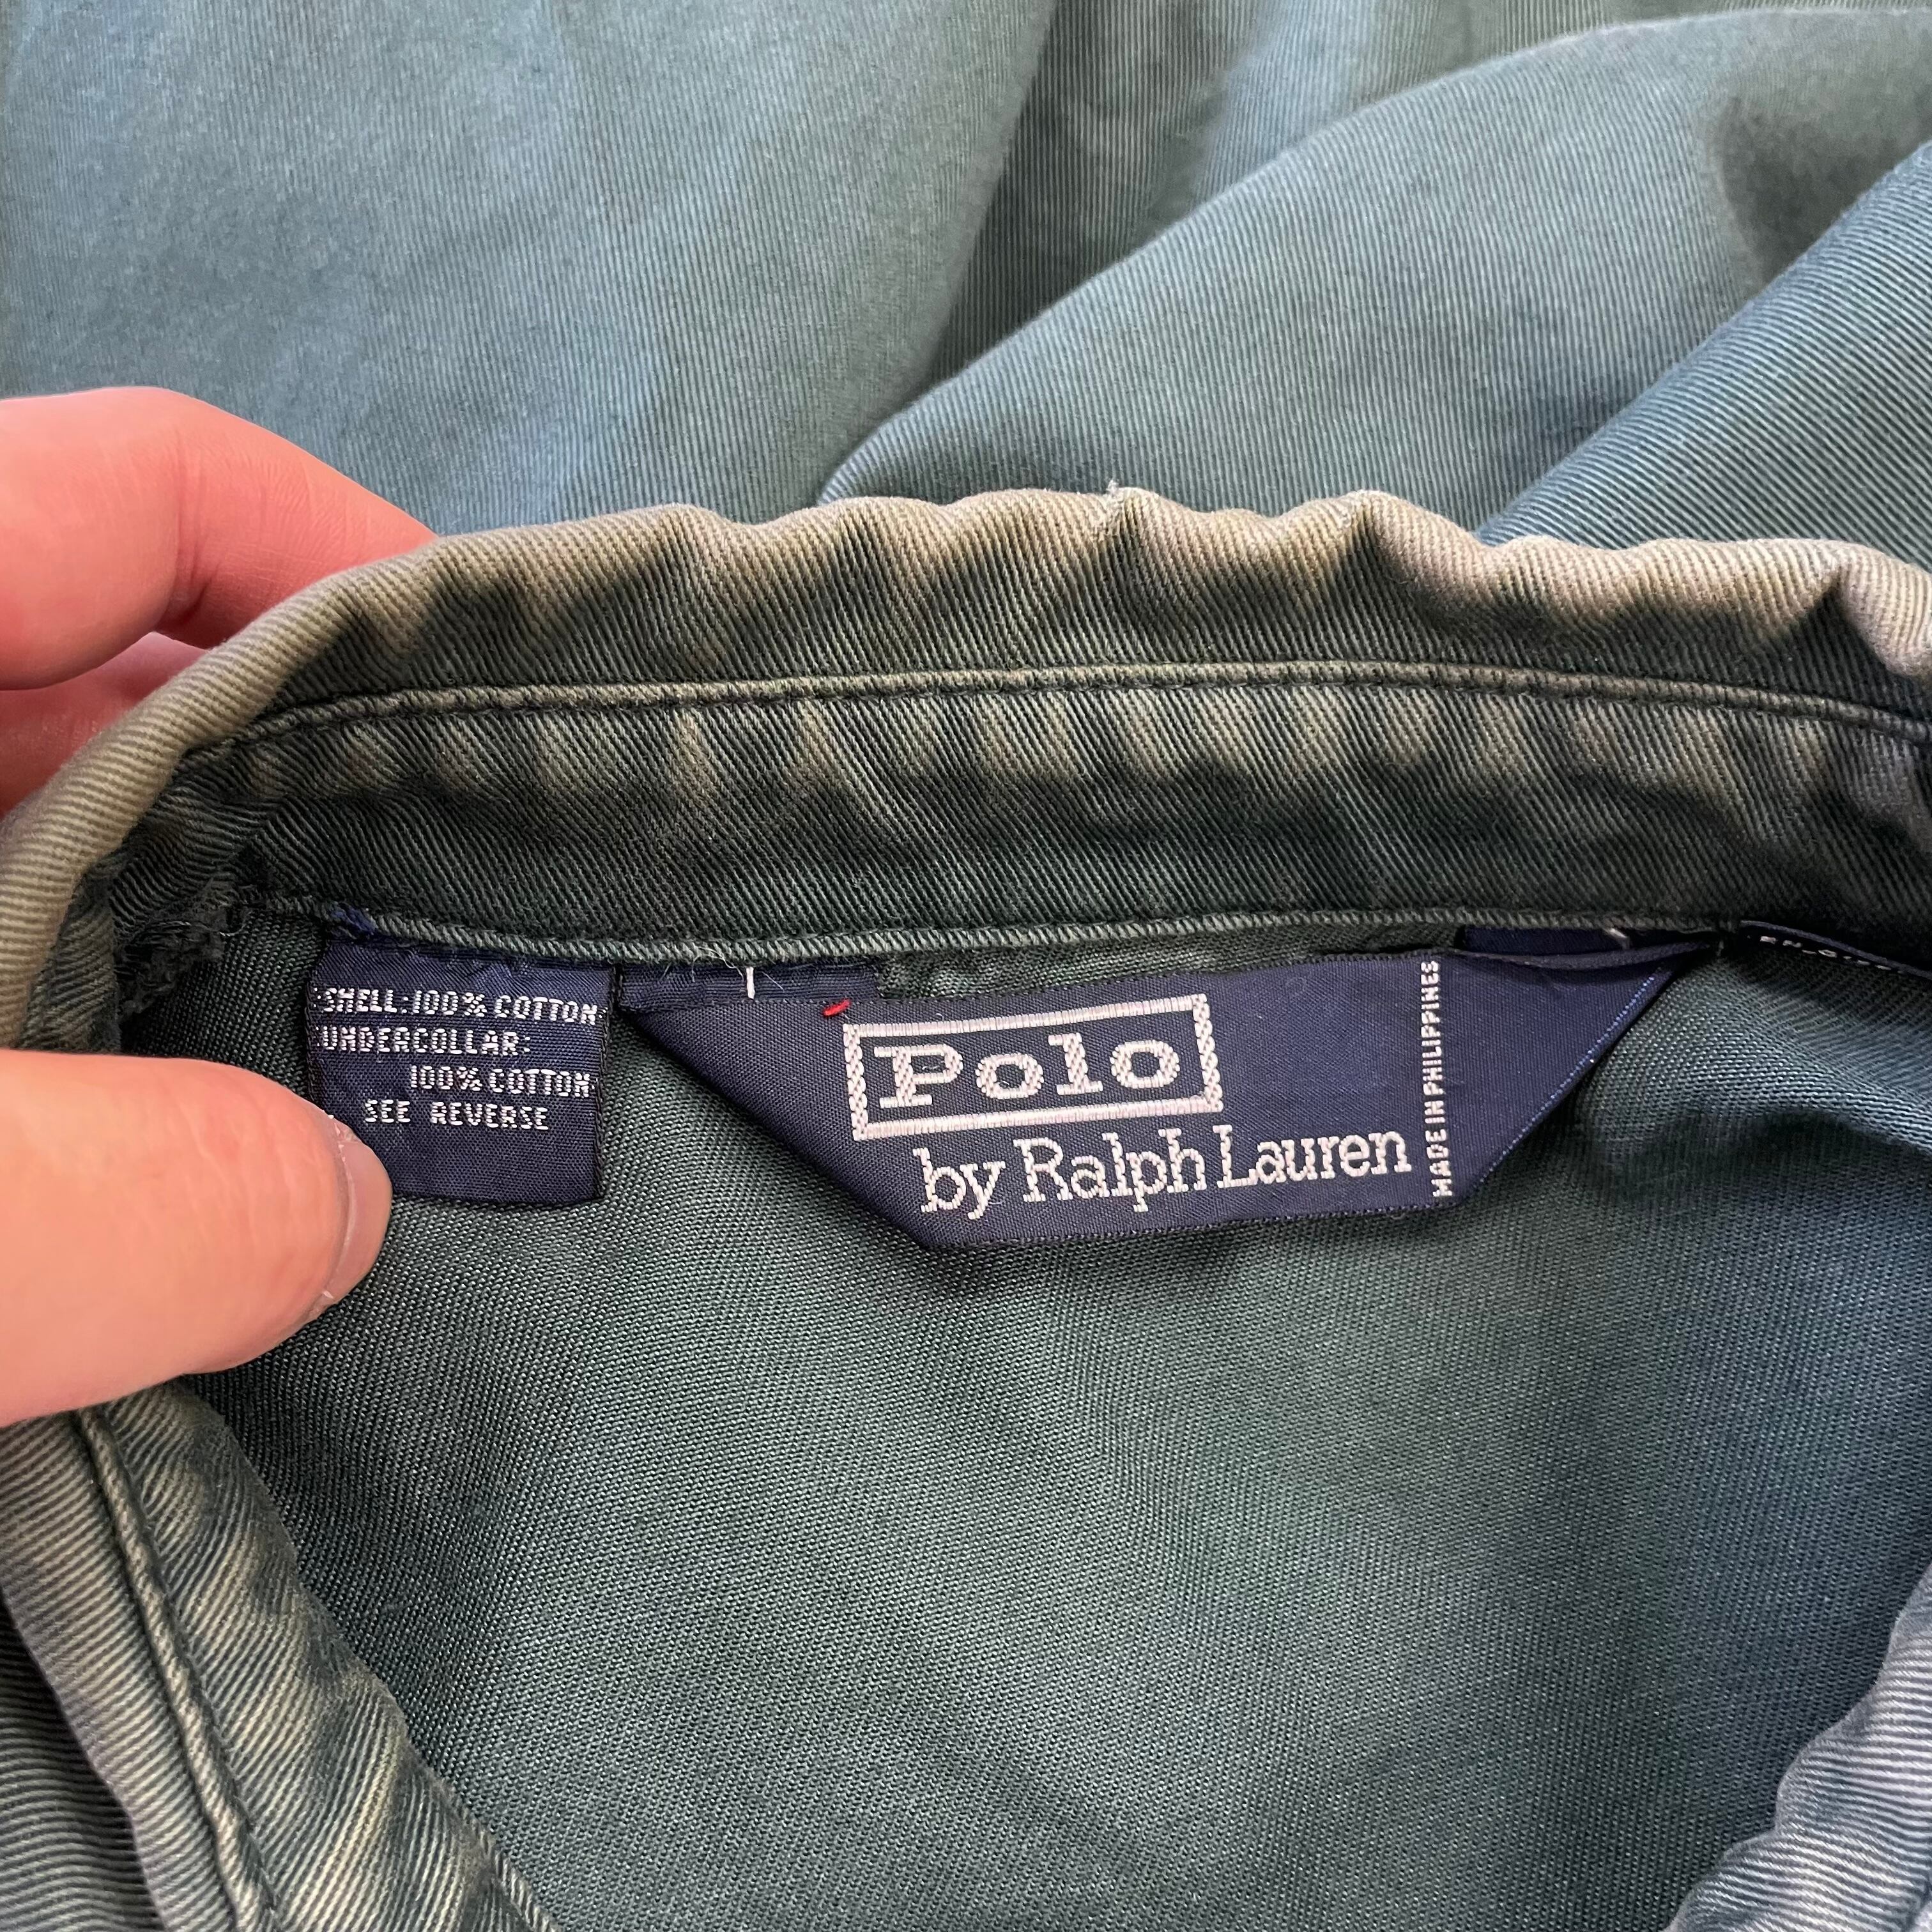 SHELL: 100% COTTON
UNDERCOLLAR:
100% COTTON
SEE REVERSE
Polo
by Ralph Lauren
MADE IN PHILIPPINES